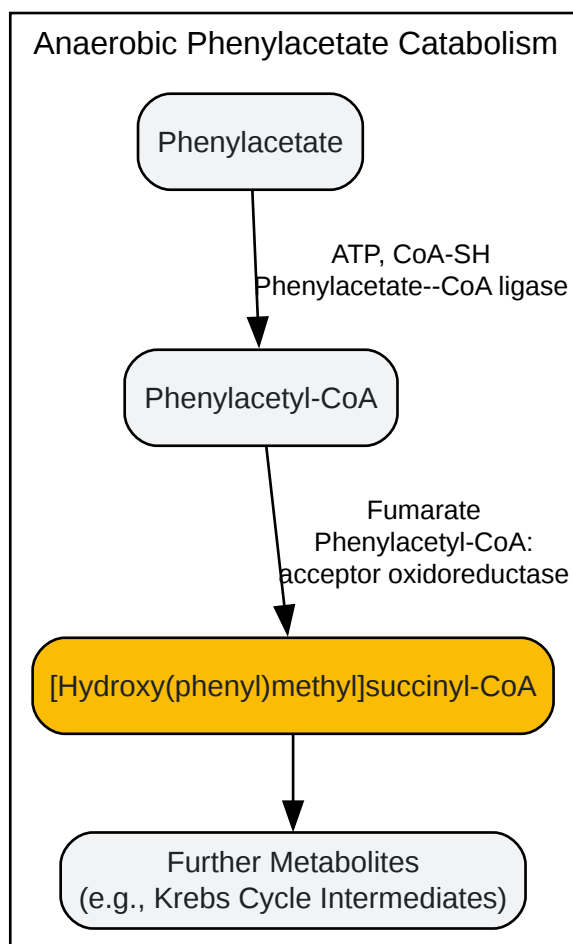 Anaerobic Phenylacetate Catabolism
Phenylacetate
ATP, CoA-SH
Phenylacetate--CoA ligase
Phenylacetyl-CoA
Fumarate
Phenylacetyl-CoA:
acceptor oxidoreductase
[Hydroxy(phenyl)methyl]succinyl-CoA
Further Metabolites
(e.g., Krebs Cycle Intermediates)